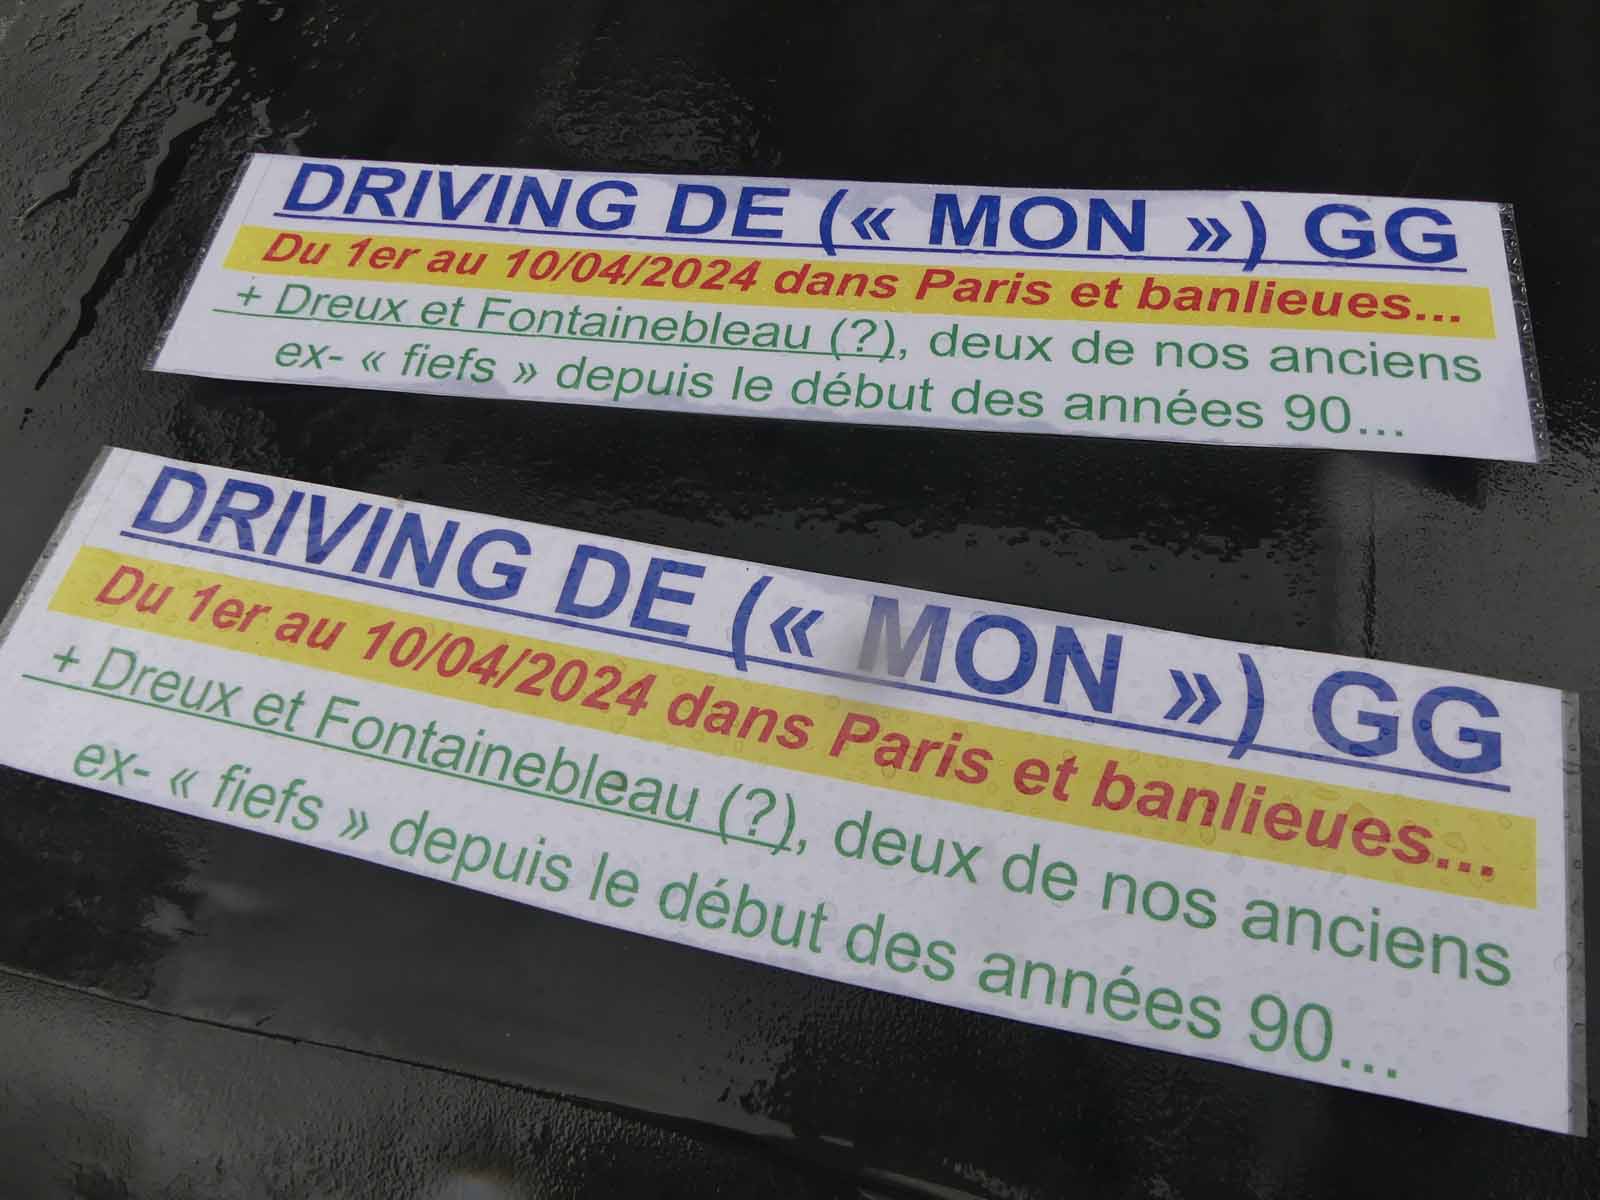 DRIVING DE (« MON ») GG
Du 1er au 10/04/2024 dans Paris et banlieues...
+ Dreux et Fontainebleau (?), deux de nos anciens
ex- « fiefs » depuis le début des années 90...
DRIVING DE (« MON ») GG
Du 1er au 10/04/2024 dans Paris et banlieues...
+ Dreux et Fontainebleau (?), deux de nos anciens
ex- « fiefs » depuis le début des années 90...